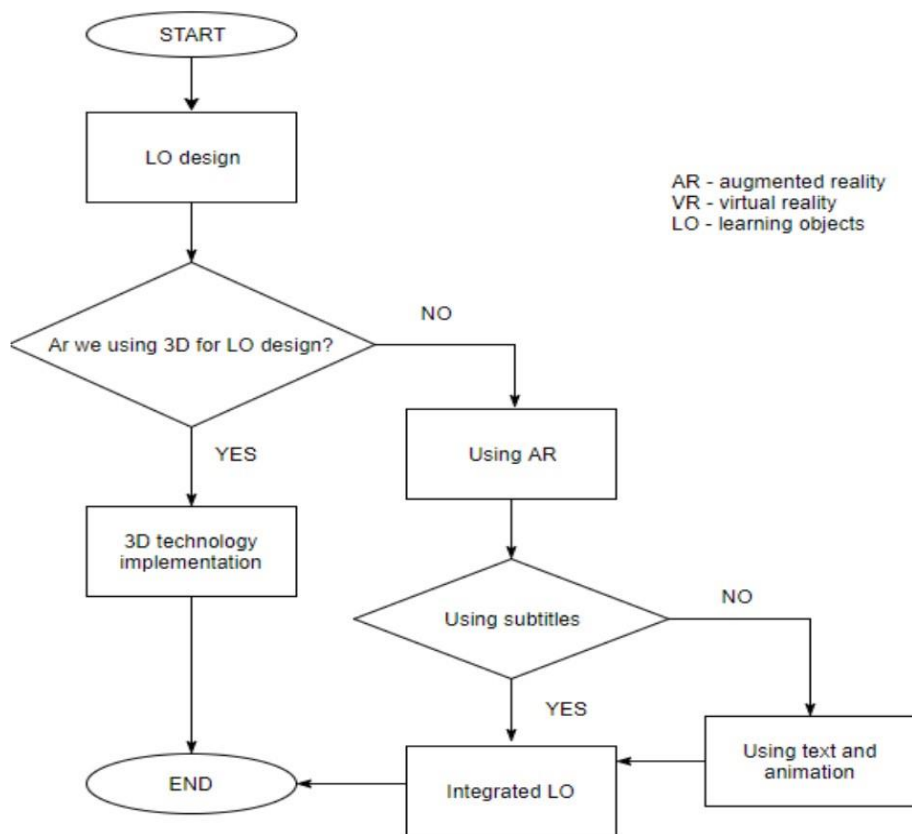 START
LO design
AR - augmented reality
VR - virtual reality
LO - learning objects
Ar we using 3D for LO design?
NO
YES
Using AR
3D technology
implementation
Using subtitles
NO
YES
Using text and
animation
Integrated LO
END